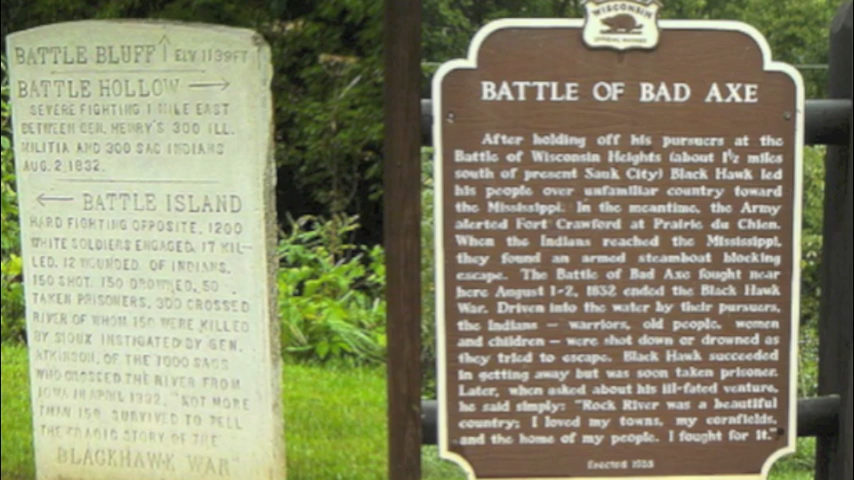 BATTLE BLUFF ↑ ELV. 1139 FT
BATTLE HOLLOW →
SEVERE FIGHTING 1 MILE EAST
BETWEEN GEN. HENRY'S 300 ILL.
MILITIA AND 300 SAC INDIANS
AUG. 2, 1832.
← BATTLE ISLAND
HARD FIGHTING OPPOSITE, 1200
WHITE SOLDIERS ENGAGED, 17 KIL-
LED, 12 WOUNDED OF INDIANS,
150 SHOT, 150 DROWNED, 50
TAKEN PRISONERS, 300 CROSSED
RIVER OF WHOM 150 WERE KILLED
BY SIOUX INSTIGATED BY GEN.
ATKINSON, OF THE 1000 SACS
WHO CROSSED THE RIVER FROM
IOWA IN APRIL 1832, "NOT MORE
THAN 150 SURVIVED TO TELL
THE TRAGIC STORY OF THE
BLACKHAWK WAR"
WISCONSIN
OFFICIAL MARKER
BATTLE OF BAD AXE
After holding off his pursuers at the
Battle of Wisconsin Heights (about 1½ miles
south of present Sauk City) Black Hawk led
his people over unfamiliar country toward
the Mississippi. In the meantime, the Army
alerted Fort Crawford at Prairie du Chien.
When the Indians reached the Mississippi,
they found an armed steamboat blocking
escape. The Battle of Bad Axe fought near
here August 1-2, 1832 ended the Black Hawk
War. Driven into the water by their pursuers,
the Indians — warriors, old people, women
and children — were shot down or drowned as
they tried to escape. Black Hawk succeeded
in getting away but was soon taken prisoner.
Later, when asked about his ill-fated venture,
he said simply: "Rock River was a beautiful
country; I loved my towns, my cornfields,
and the home of my people. I fought for it."
Erected 1955